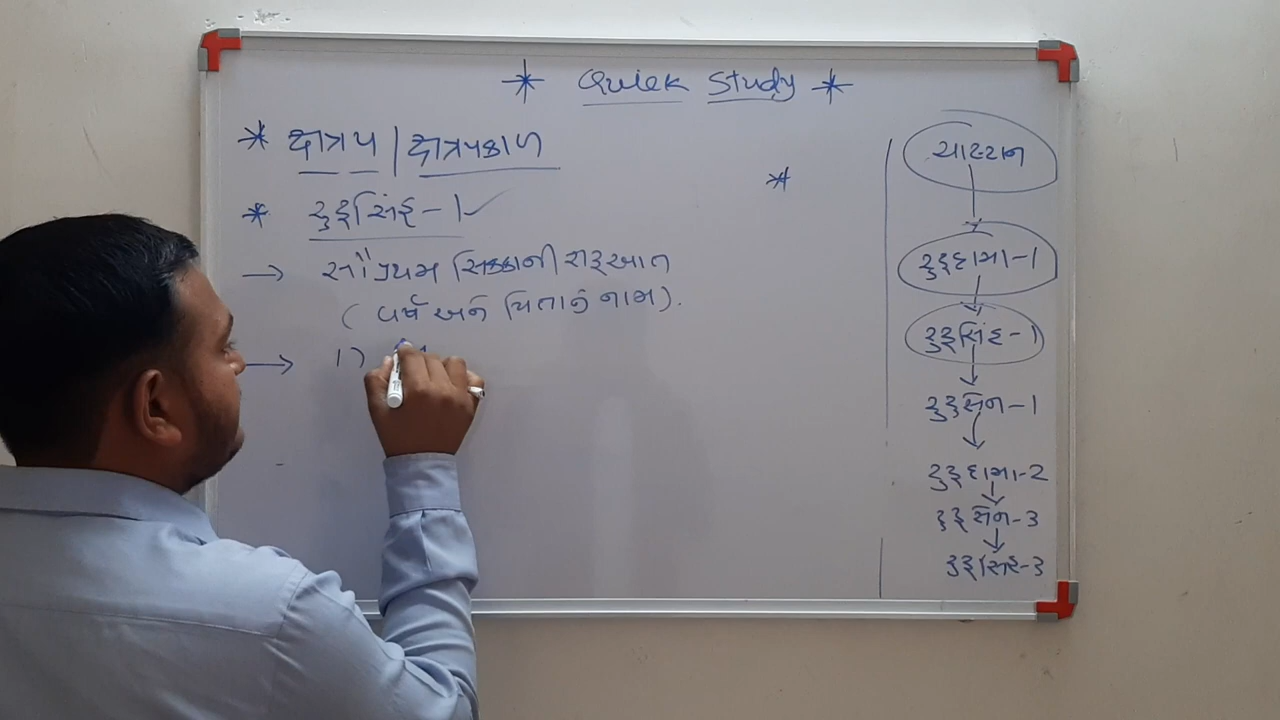 * Quick Study *
* ક્ષત્રપ | ક્ષત્રપકાળ
* રુદ્રસિંહ-1 ✓
→ સૌ પ્રથમ સિક્કાની શરૂઆત
( વર્ષ અને પિતાનું નામ).
→ 1)
*
ચાષ્ટાન
રુદ્રદામા-1
રુદ્રસિંહ-1
રુદ્રસેન-1
રુદ્રદામા-2
રુદ્રસેન-3
રુદ્રસિંહ-3